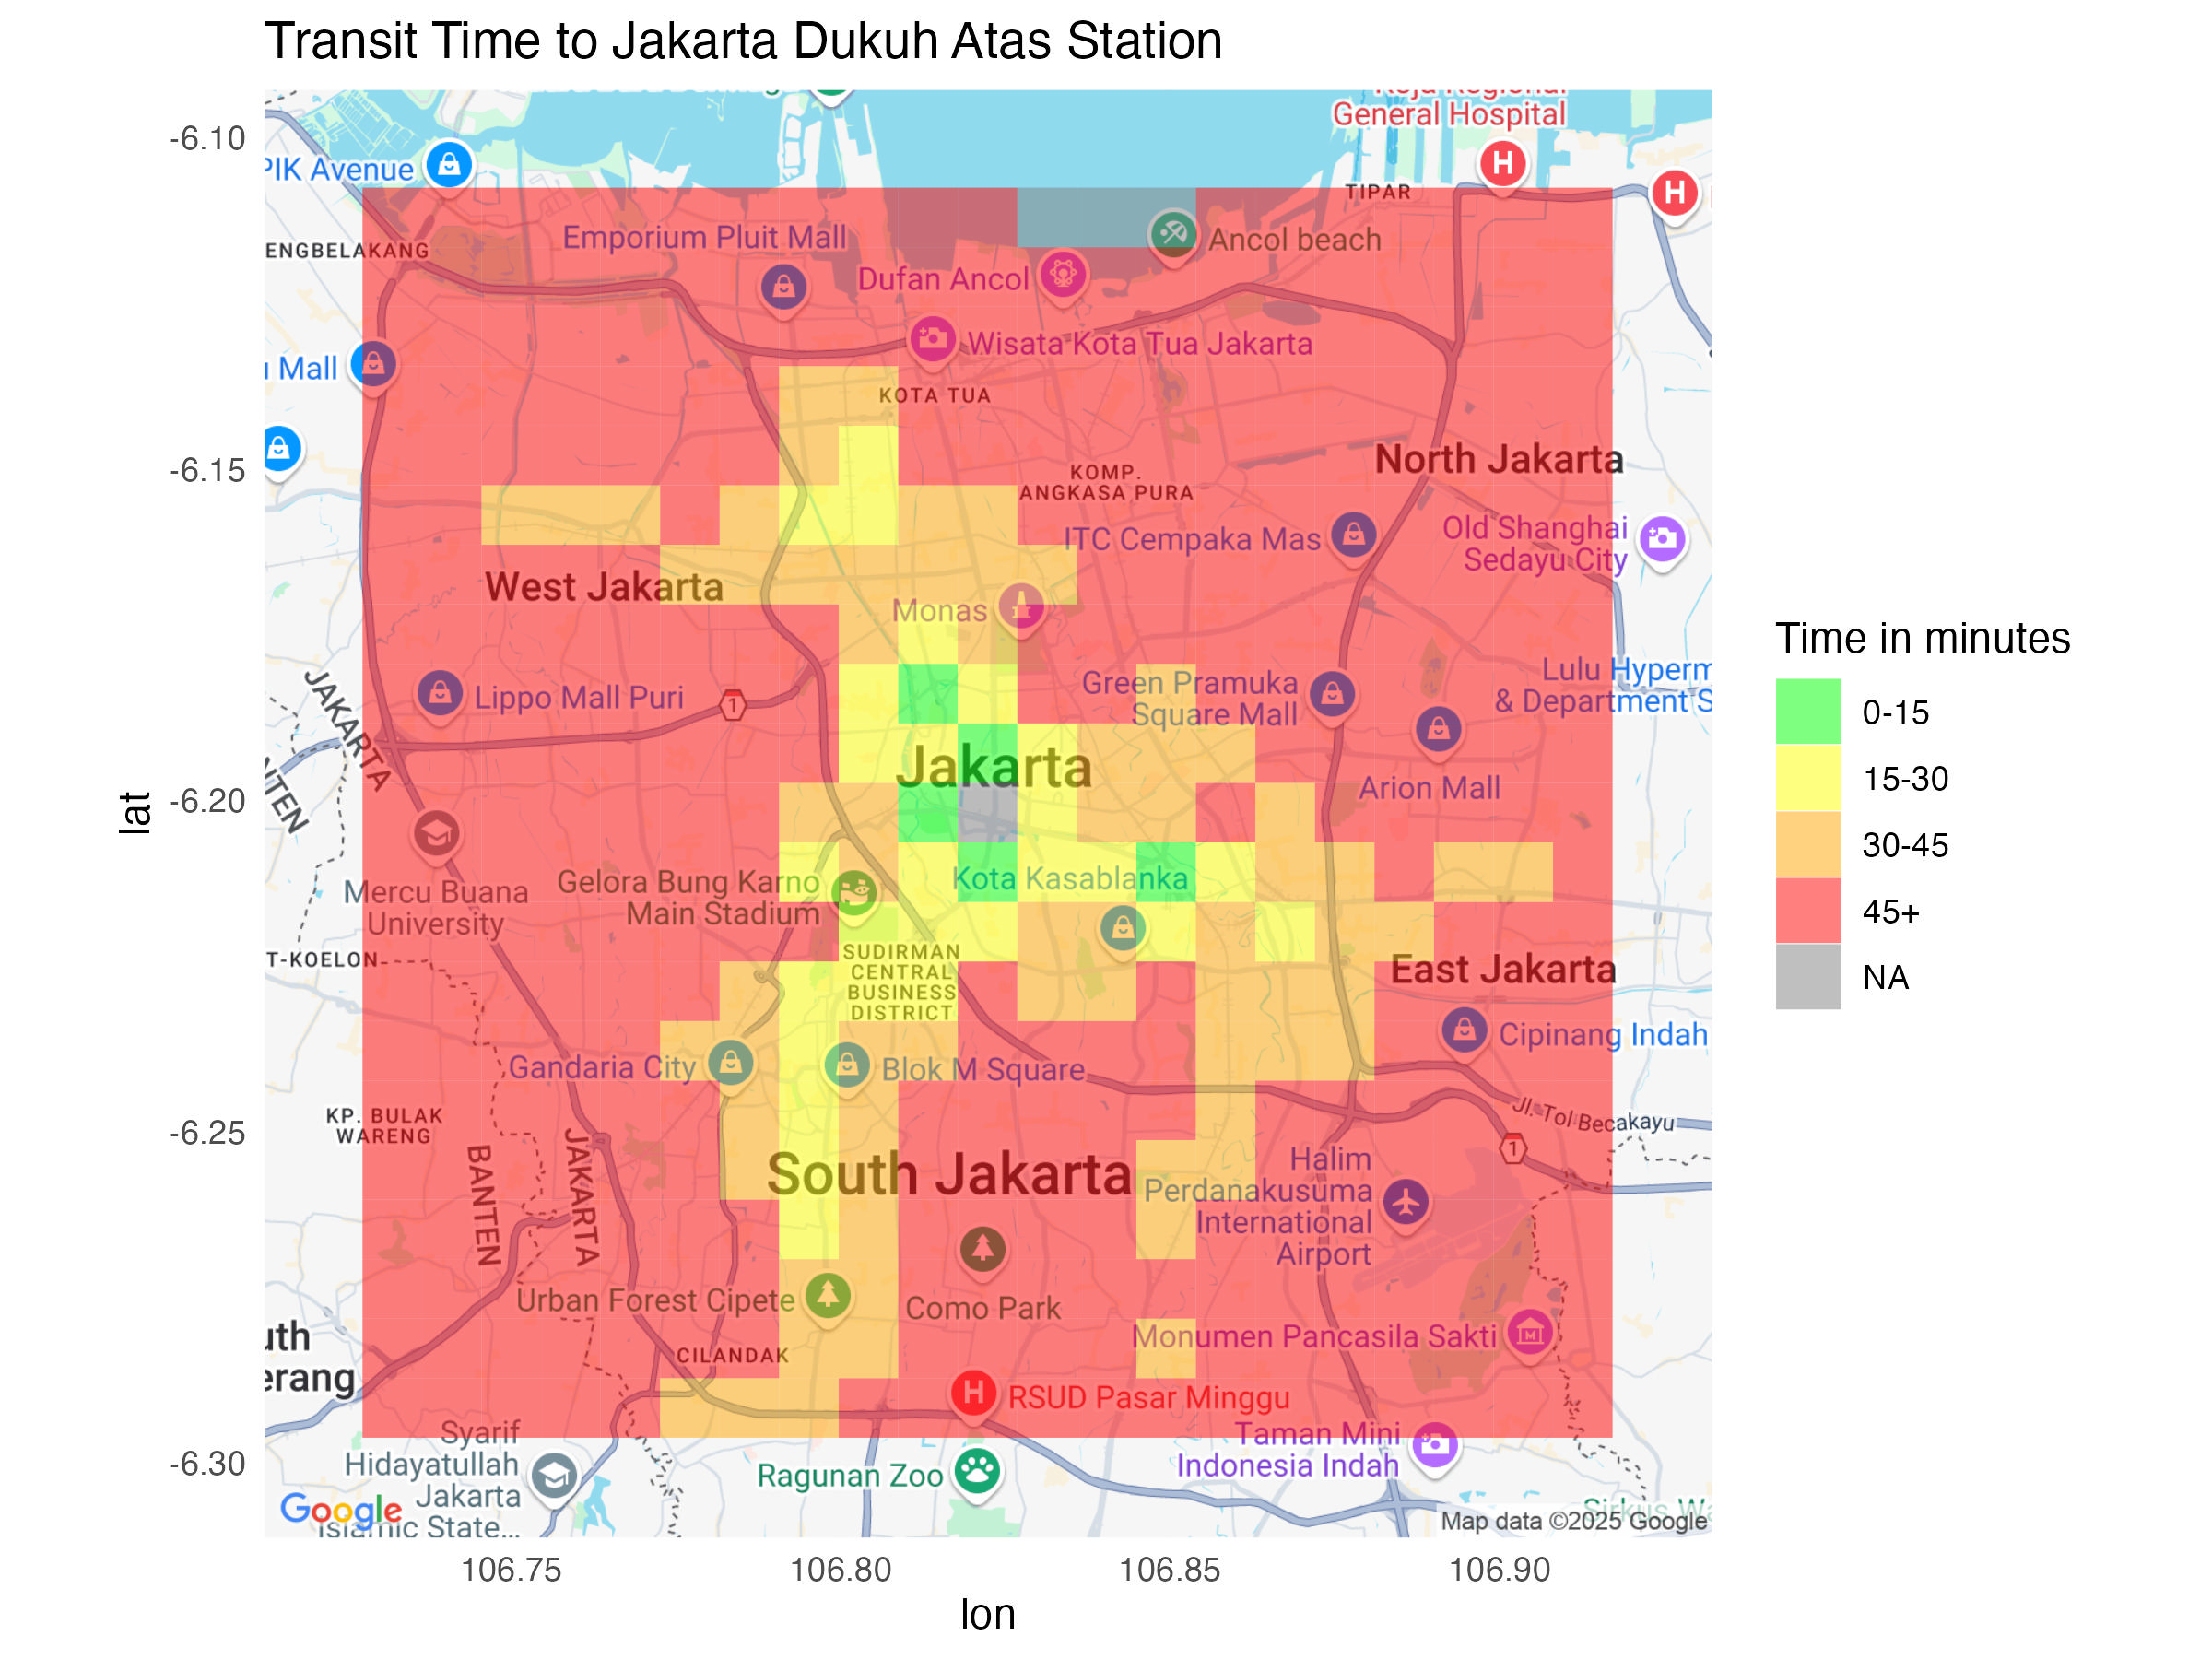 Transit Time to Jakarta Dukuh Atas Station
-6.10
-6.15
-6.20
-6.25
-6.30
lat
106.75
106.80
106.85
106.90
lon
General Hospital
PIK Avenue
TIPAR
ENGBELAKANG
Emporium Pluit Mall
Ancol beach
Dufan Ancol
Wisata Kota Tua Jakarta
Mall
KOTA TUA
North Jakarta
KOMP.
ANGKASA PURA
ITC Cempaka Mas
Old Shanghai
Sedayu City
West Jakarta
Monas
Lippo Mall Puri
1
Green Pramuka
Square Mall
Lulu Hyperm
& Department S
JAKARTA
NTEN
Jakarta
Arion Mall
Mercu Buana
University
Gelora Bung Karno
Main Stadium
Kota Kasablanka
T-KOELON
SUDIRMAN
CENTRAL
BUSINESS
DISTRICT
East Jakarta
Cipinang Indah
Gandaria City
Blok M Square
KP. BULAK
WARENG
Jl. Tol Becakayu
1
BANTEN
JAKARTA
South Jakarta
Halim
Perdanakusuma
International
Airport
Urban Forest Cipete
Como Park
Monumen Pancasila Sakti
uth
erang
CILANDAK
RSUD Pasar Minggu
Syarif
Hidayatullah
Jakarta
Islamic State...
Ragunan Zoo
Taman Mini
Indonesia Indah
Google
Map data ©2025 Google
Time in minutes
0-15
15-30
30-45
45+
NA